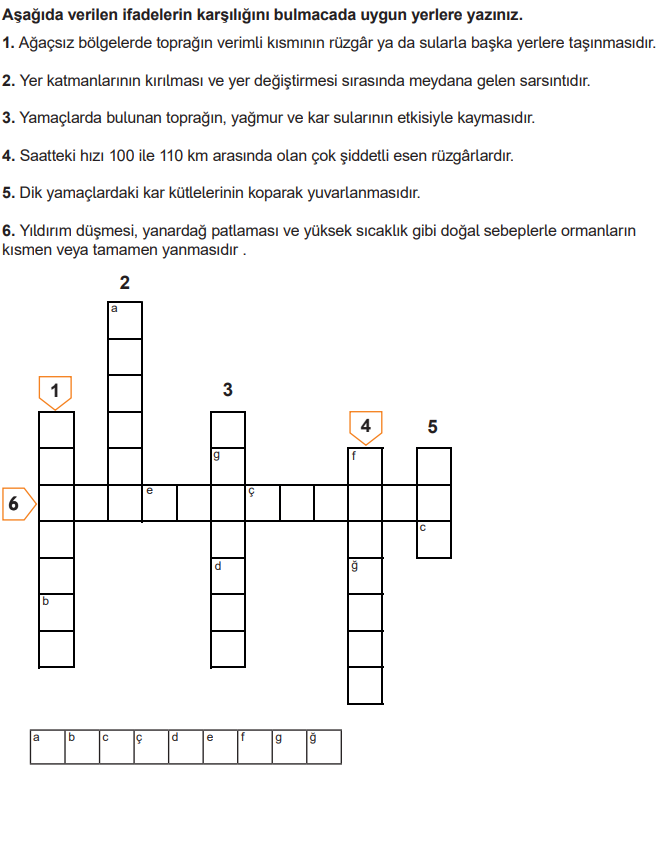 Aşağıda verilen ifadelerin karşılığını bulmacada uygun yerlere yazınız.
1. Ağaçsız bölgelerde toprağın verimli kısmının rüzgâr ya da sularla başka yerlere taşınmasıdır.
2. Yer katmanlarının kırılması ve yer değiştirmesi sırasında meydana gelen sarsıntıdır.
3. Yamaçlarda bulunan toprağın, yağmur ve kar sularının etkisiyle kaymasıdır.
4. Saatteki hızı 100 ile 110 km arasında olan çok şiddetli esen rüzgârlardır.
5. Dik yamaçlardaki kar kütlelerinin koparak yuvarlanmasıdır.
6. Yıldırım düşmesi, yanardağ patlaması ve yüksek sıcaklık gibi doğal sebeplerle ormanların
kısmen veya tamamen yanmasıdır .
2
a
1
3
4
5
g
f
6
e
ç
c
d
ğ
b
a b c ç d e f g ğ